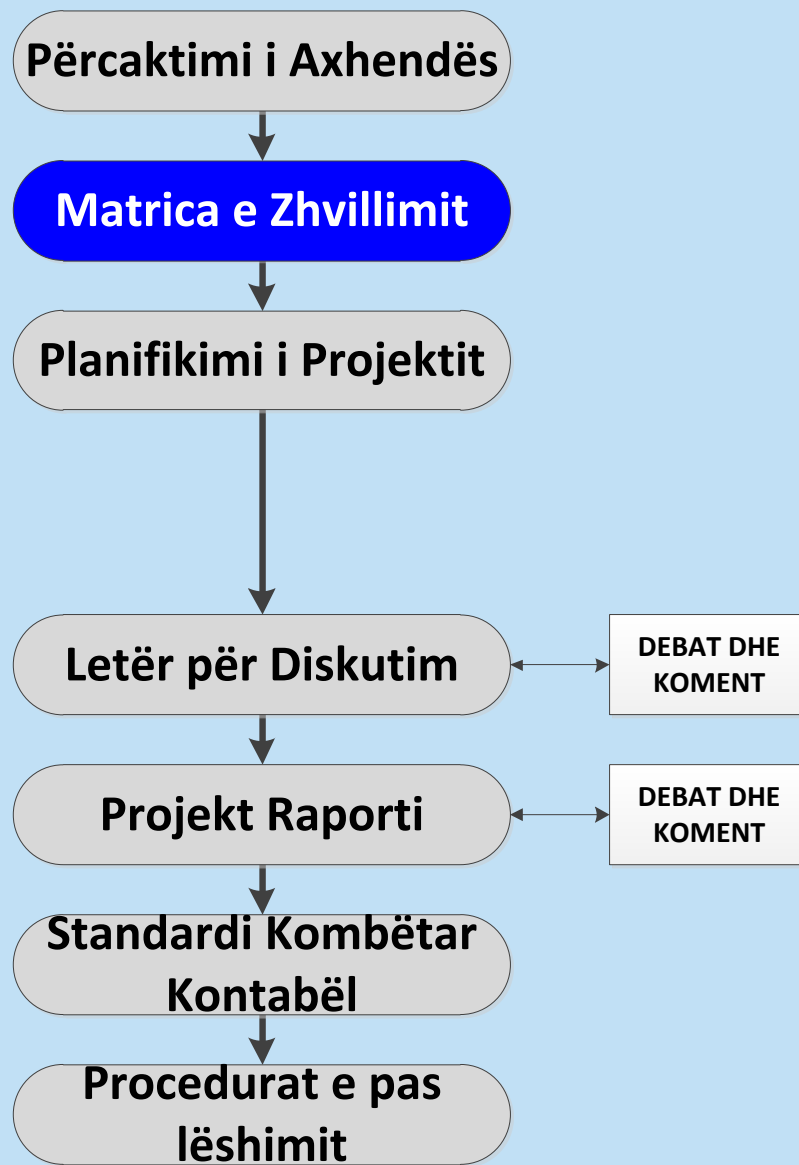 Përcaktimi i Axhendës
Matrica e Zhvillimit
Planifikimi i Projektit
Letër për Diskutim
DEBAT DHE
KOMENT
Projekt Raporti
DEBAT DHE
KOMENT
Standardi Kombëtar
Kontabël
Procedurat e pas
lëshimit